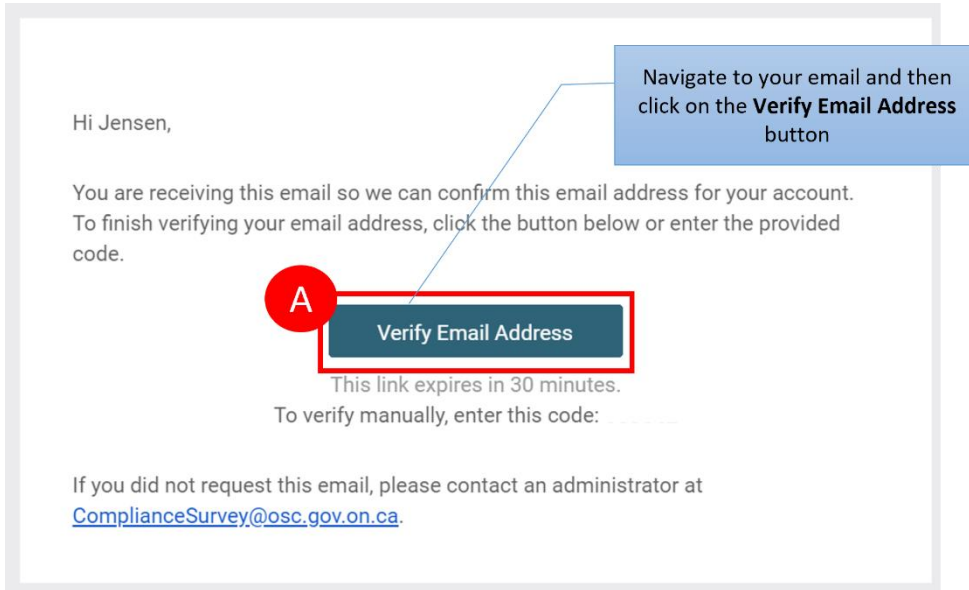 Navigate to your email and then
click on the Verify Email Address
button
Hi Jensen,
You are receiving this email so we can confirm this email address for your account.
To finish verifying your email address, click the button below or enter the provided
code.
A
Verify Email Address
This link expires in 30 minutes.
To verify manually, enter this code:
If you did not request this email, please contact an administrator at
ComplianceSurvey@osc.gov.on.ca.